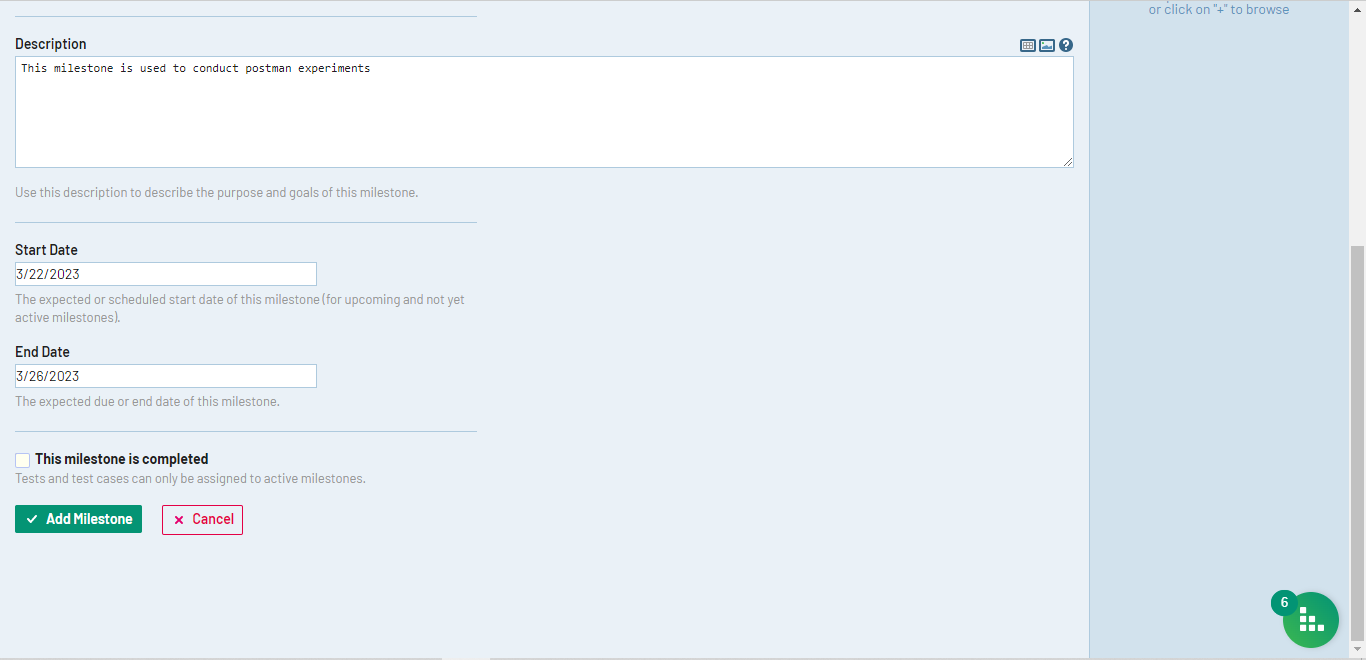 or click on "+" to browse
Description
This milestone is used to conduct postman experiments
Use this description to describe the purpose and goals of this milestone.
Start Date
3/22/2023
The expected or scheduled start date of this milestone (for upcoming and not yet
active milestones).
End Date
3/26/2023
The expected due or end date of this milestone.
This milestone is completed
Tests and test cases can only be assigned to active milestones.
Add Milestone
Cancel
6